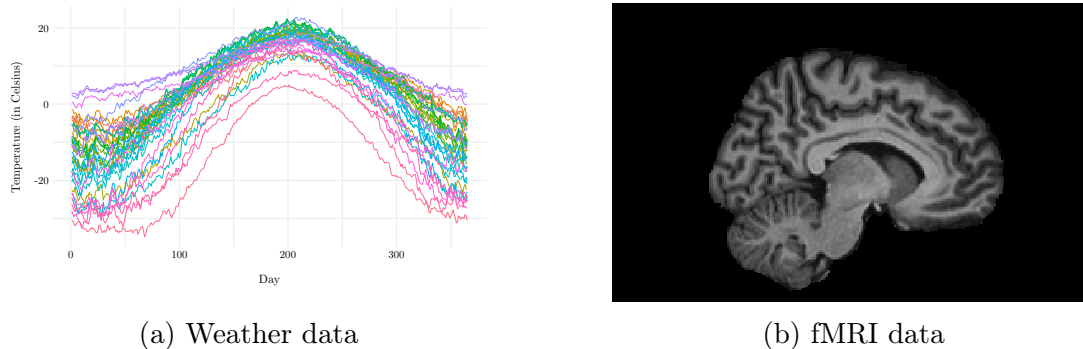 20
0
-20
Temperature (in Celsius)
0 100 200 300
Day
(a) Weather data
(b) fMRI data